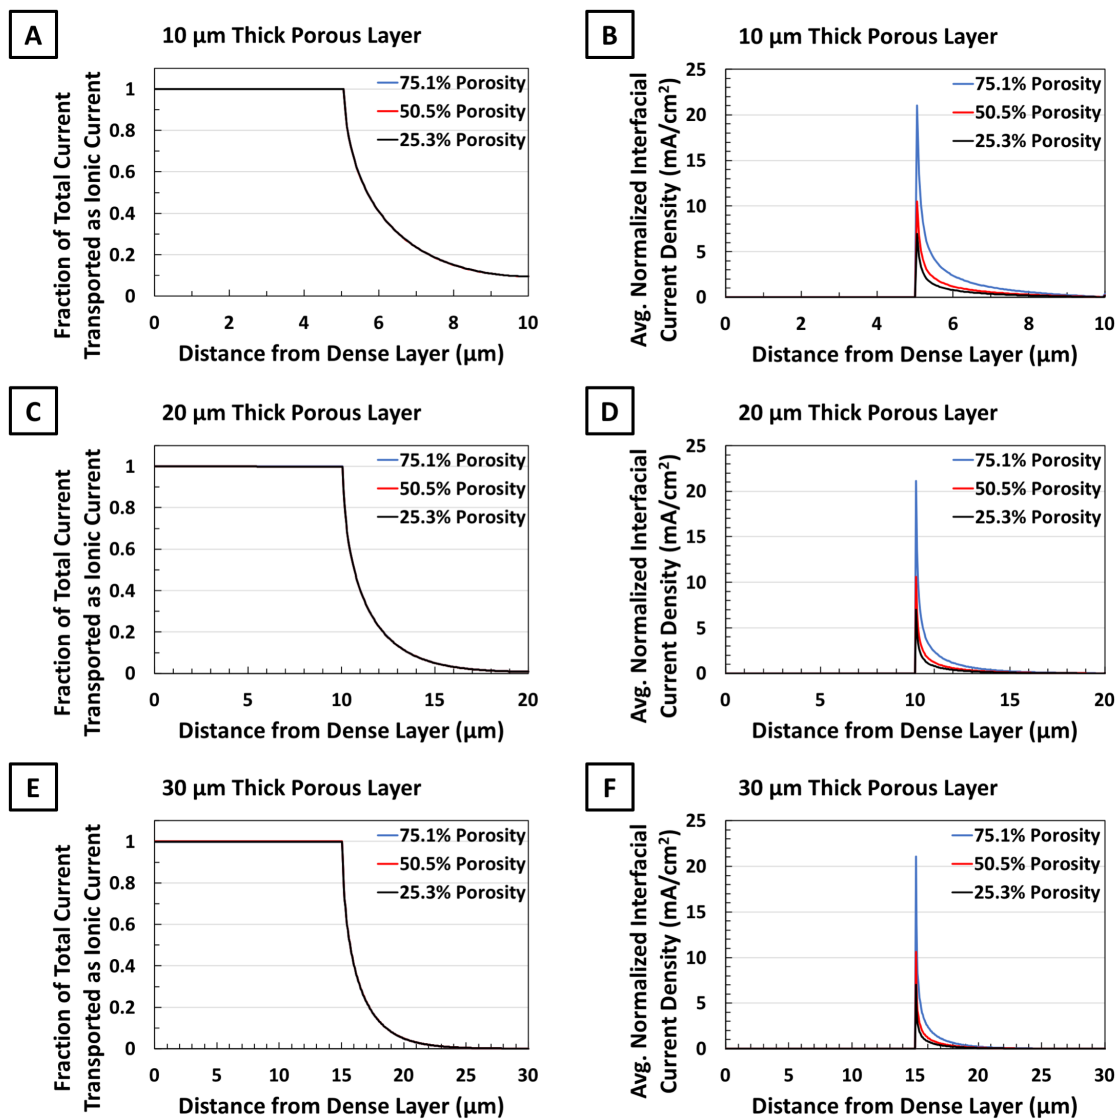 A
10 µm Thick Porous Layer
Fraction of Total Current
Transported as Ionic Current
1
0.8
0.6
0.4
0.2
0
75.1% Porosity
50.5% Porosity
25.3% Porosity
0 2 4 6 8 10
Distance from Dense Layer (µm)
B
10 µm Thick Porous Layer
Avg. Normalized Interfacial
Current Density (mA/cm²)
25
20
15
10
5
0
75.1% Porosity
50.5% Porosity
25.3% Porosity
0 2 4 6 8 10
Distance from Dense Layer (µm)
C
20 µm Thick Porous Layer
Fraction of Total Current
Transported as Ionic Current
1
0.8
0.6
0.4
0.2
0
75.1% Porosity
50.5% Porosity
25.3% Porosity
0 5 10 15 20
Distance from Dense Layer (µm)
D
20 µm Thick Porous Layer
Avg. Normalized Interfacial
Current Density (mA/cm²)
25
20
15
10
5
0
75.1% Porosity
50.5% Porosity
25.3% Porosity
0 5 10 15 20
Distance from Dense Layer (µm)
E
30 µm Thick Porous Layer
Fraction of Total Current
Transported as Ionic Current
1
0.8
0.6
0.4
0.2
0
75.1% Porosity
50.5% Porosity
25.3% Porosity
0 5 10 15 20 25 30
Distance from Dense Layer (µm)
F
30 µm Thick Porous Layer
Avg. Normalized Interfacial
Current Density (mA/cm²)
25
20
15
10
5
0
75.1% Porosity
50.5% Porosity
25.3% Porosity
0 5 10 15 20 25 30
Distance from Dense Layer (µm)